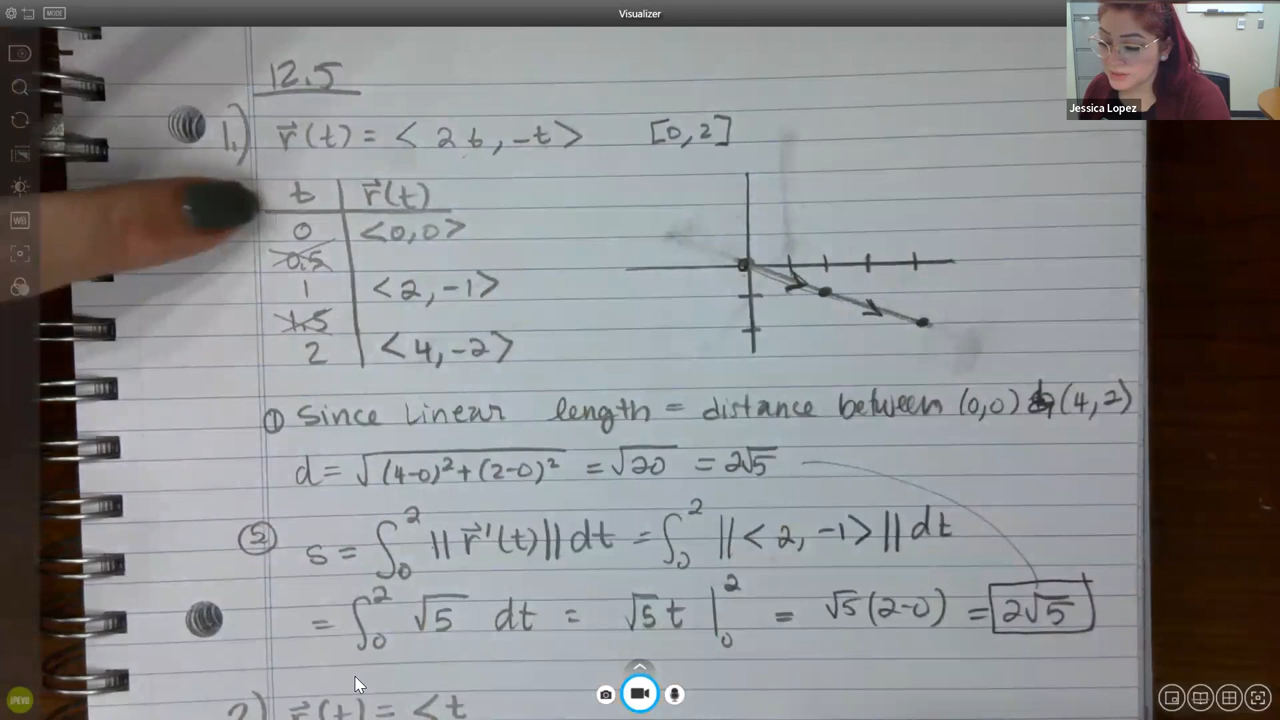 MODE
Visualizer
Jessica Lopez
WB
12.5
1.) r⃗(t) = < 2t, -t > [0,2]
t | r⃗(t)
0 <0,0>
0.5
1 <2,-1>
1.5
2 <4,-2>
① Since Linear length = distance between (0,0) & (4,2)
d = √((4-0)²+(2-0)²) = √20 = 2√5
② s = ∫₀² ||r⃗'(t)|| dt = ∫₀² ||<2,-1>|| dt
= ∫₀² √5 dt = √5 t |₀² = √5(2-0) = 2√5
2) r⃗(t) = <t